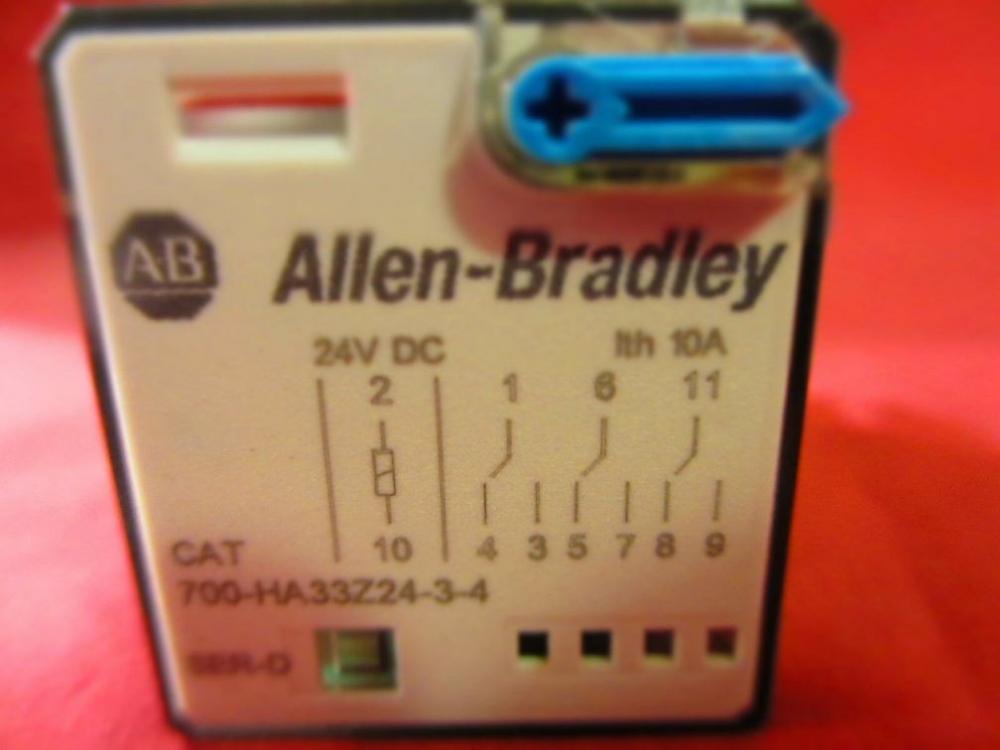 AB
Allen-Bradley
24V DC Ith 10A
2 1 6 11
CAT 10 4 3 5 7 8 9
700-HA33Z24-3-4
SER-D